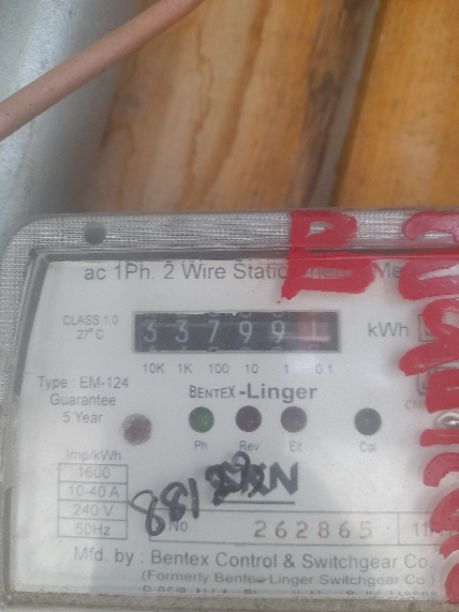 ac 1Ph. 2 Wire Static
CLASS 1.0
27°C
33799 1
kWh
10K 1K 100 10 1 0.1
Type : EM-124
Guarantee
5 Year
BENTEX-Linger
Ph Rev Elt Cal
Imp/kWh
1600
10-40 A
240 V
50Hz
No. 262865
Mfd. by : Bentex Control & Switchgear Co.
(Formerly Bentex-Linger Switchgear Co.)